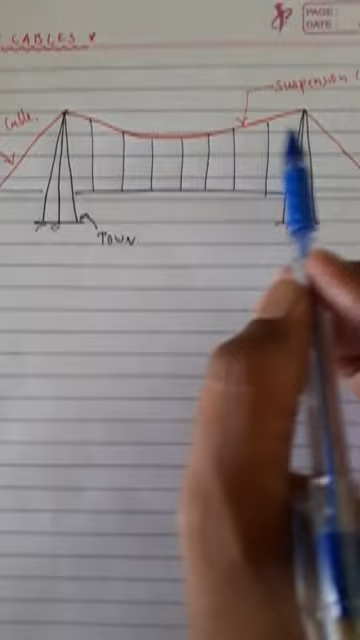 PAGE:
DATE:
CABLES
SUSPENSION
Cable.
TOWN